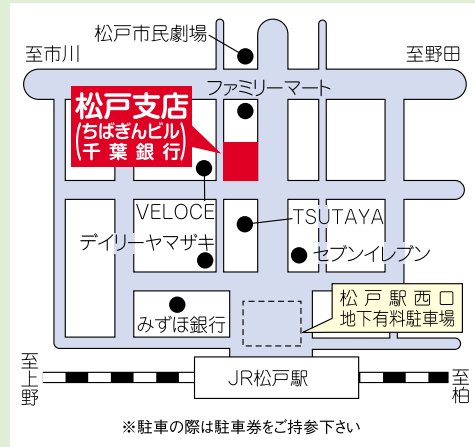 松戸市民劇場
至市川
至野田
ファミリーマート
松戸支店
(ちばぎんビル)
(千葉銀行)
VELOCE
TSUTAYA
デイリーヤマザキ
セブンイレブン
松戸駅西口
地下有料駐車場
みずほ銀行
至上野
JR松戸駅
至柏
※駐車の際は駐車券をご持参下さい